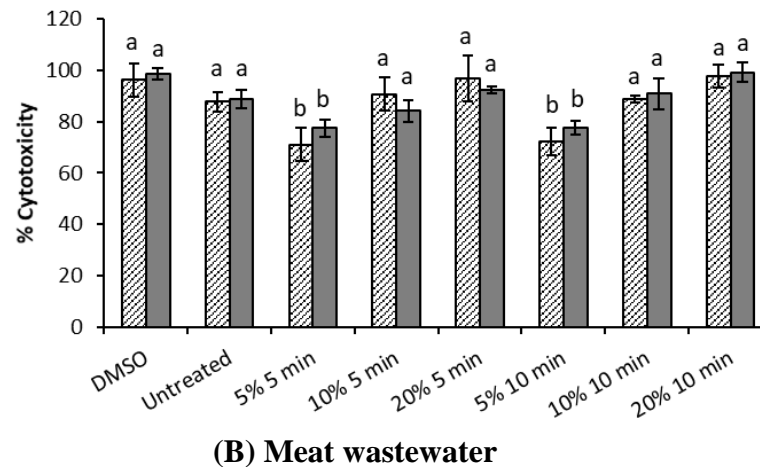 120
100
80
60
40
20
0
% Cytotoxicity
a a
a a
b b
a a
a a
b b
a a
a a
DMSO
Untreated
5% 5 min
10% 5 min
20% 5 min
5% 10 min
10% 10 min
20% 10 min
(B) Meat wastewater